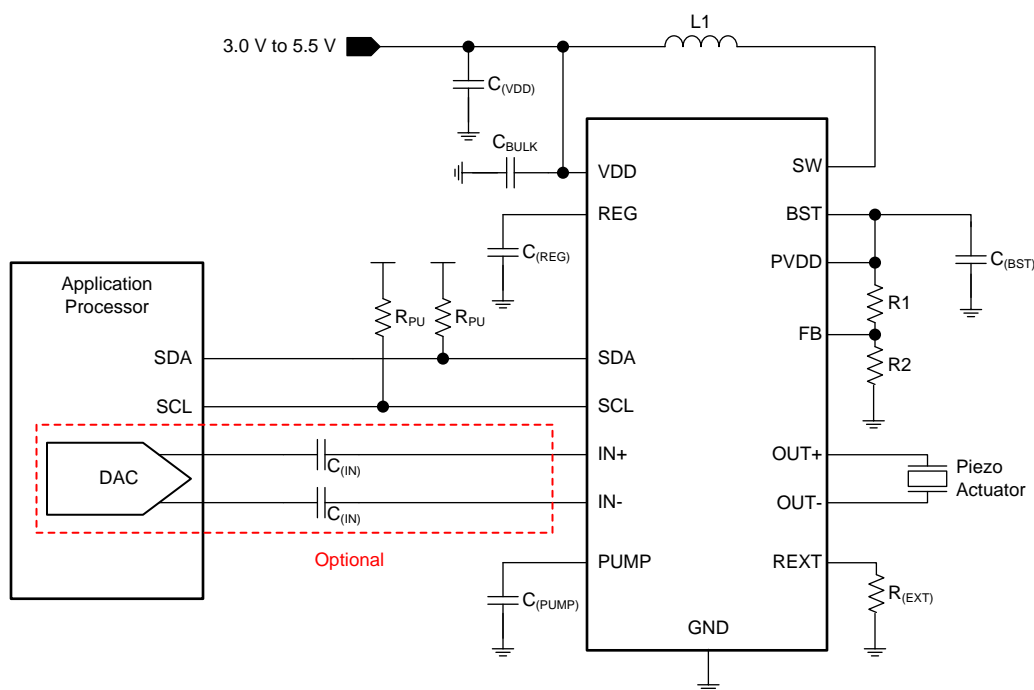 L1
3.0 V to 5.5 V
C(VDD)
CBULK
VDD
SW
REG
BST
C(REG)
PVDD
C(BST)
Application
Processor
RPU
RPU
R1
FB
SDA
SDA
R2
SCL
SCL
DAC
C(IN)
IN+
OUT+
Piezo
Actuator
C(IN)
IN-
OUT-
Optional
PUMP
REXT
C(PUMP)
R(EXT)
GND